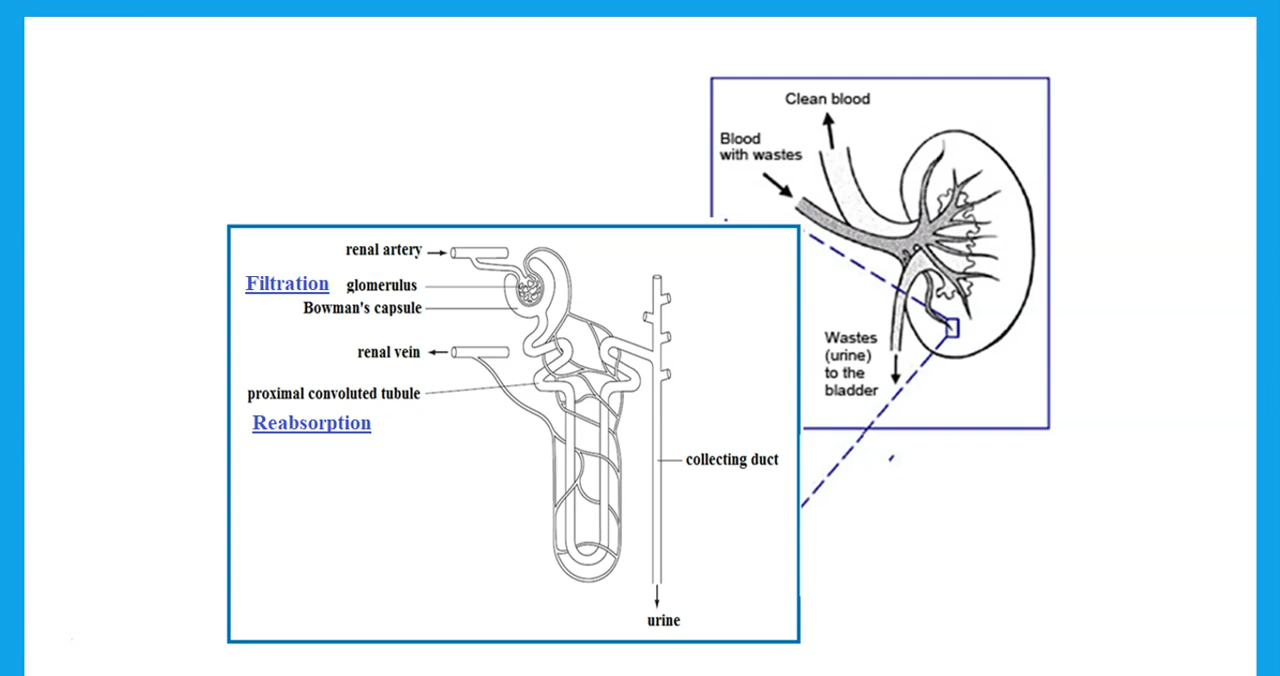 Clean blood
Blood
with wastes
renal artery
Filtration
glomerulus
Bowman's capsule
renal vein
proximal convoluted tubule
Reabsorption
Wastes
(urine)
to the
bladder
collecting duct
urine